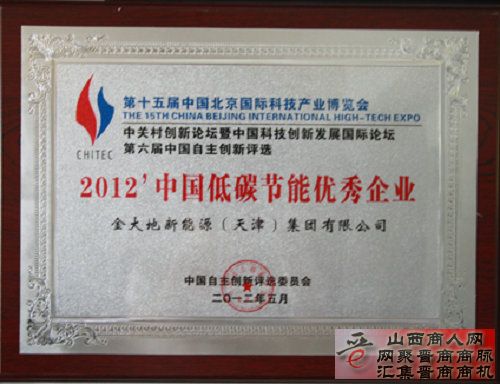 第十五届中国北京国际科技产业博览会
THE 15TH CHINA BEIJING INTERNATIONAL HIGH-TECH EXPO
CHITEC
中关村创新论坛暨中国科技创新发展国际论坛
第六届中国自主创新评选
2012'中国低碳节能优秀企业
金大地新能源(天津)集团有限公司
中国自主创新评选委员会
二〇一二年五月
山西商人网
网聚晋商商脉
汇集晋商商机